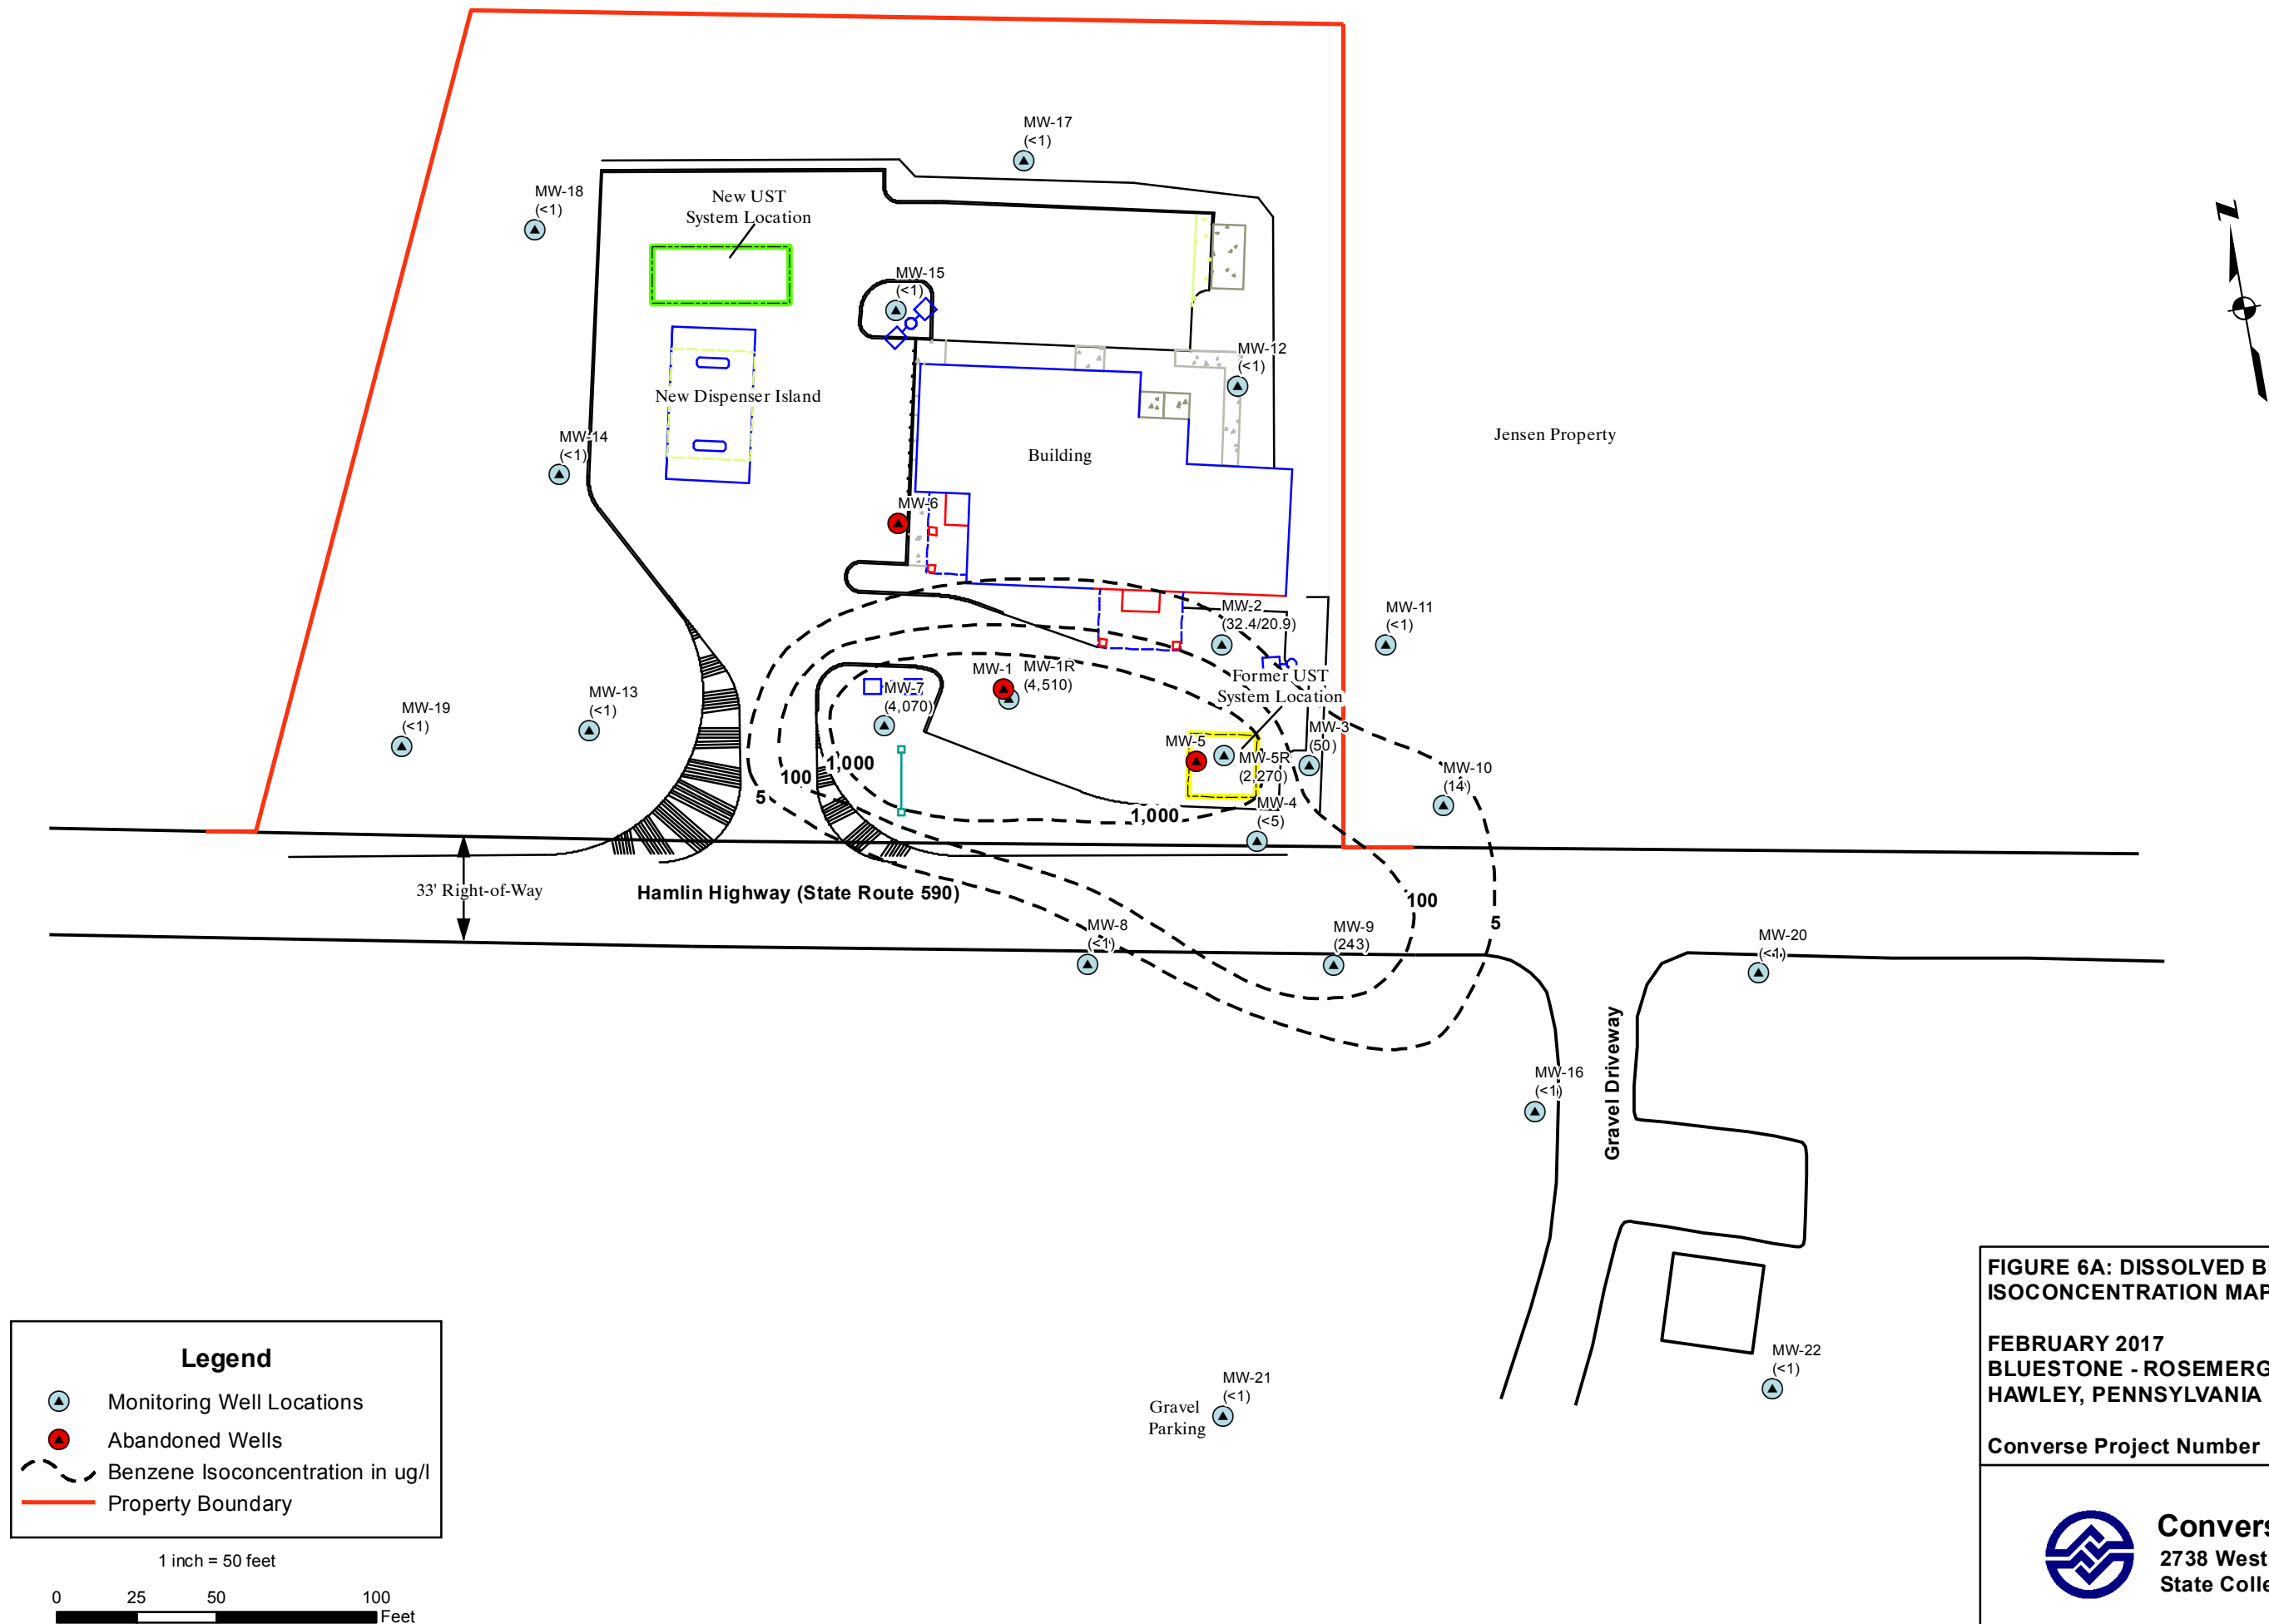 MW-17
(<1)
MW-18
(<1)
New UST
System Location
MW-15
(<1)
MW-12
(<1)
New Dispenser Island
Jensen Property
MW-14
(<1)
Building
MW-6
MW-2
(32.4/20.9)
MW-11
(<1)
MW-1
MW-1R
(4,510)
Former UST
System Location
MW-7
(4,070)
MW-19
(<1)
MW-13
(<1)
MW-3
(50)
MW-5
MW-5R
(2,270)
MW-10
(14)
1,000
100
5
MW-4
(<5)
1,000
33' Right-of-Way
Hamlin Highway (State Route 590)
100
5
MW-8
(<1)
MW-9
(243)
MW-20
(<1)
Gravel Driveway
MW-16
(<1)
MW-22
(<1)
MW-21
(<1)
Gravel
Parking
Legend
Monitoring Well Locations
Abandoned Wells
Benzene Isoconcentration in ug/l
Property Boundary
1 inch = 50 feet
0 25 50 100
Feet
FIGURE 6A: DISSOLVED B
ISOCONCENTRATION MAP
FEBRUARY 2017
BLUESTONE - ROSEMERG
HAWLEY, PENNSYLVANIA
Converse Project Number
Convers
2738 West
State Colle
N